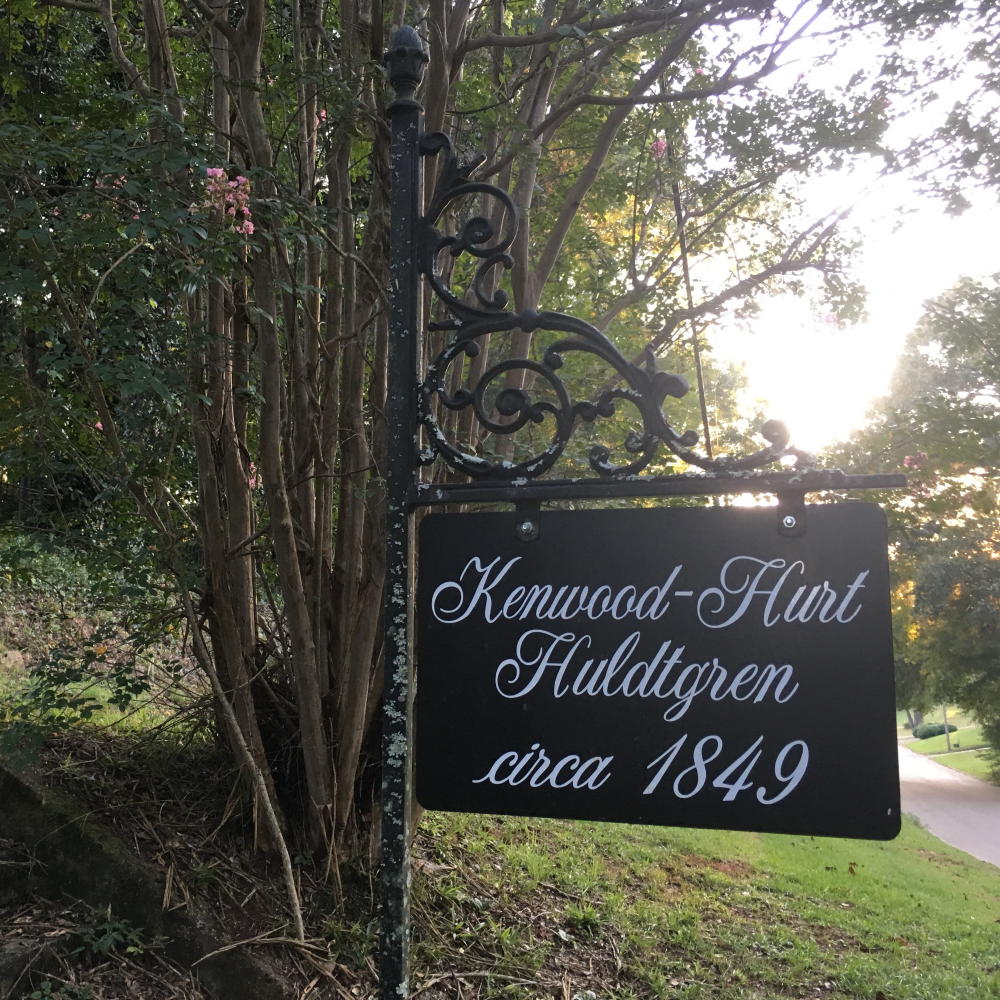 Kenwood-Hurt
Huldtgren
circa 1849